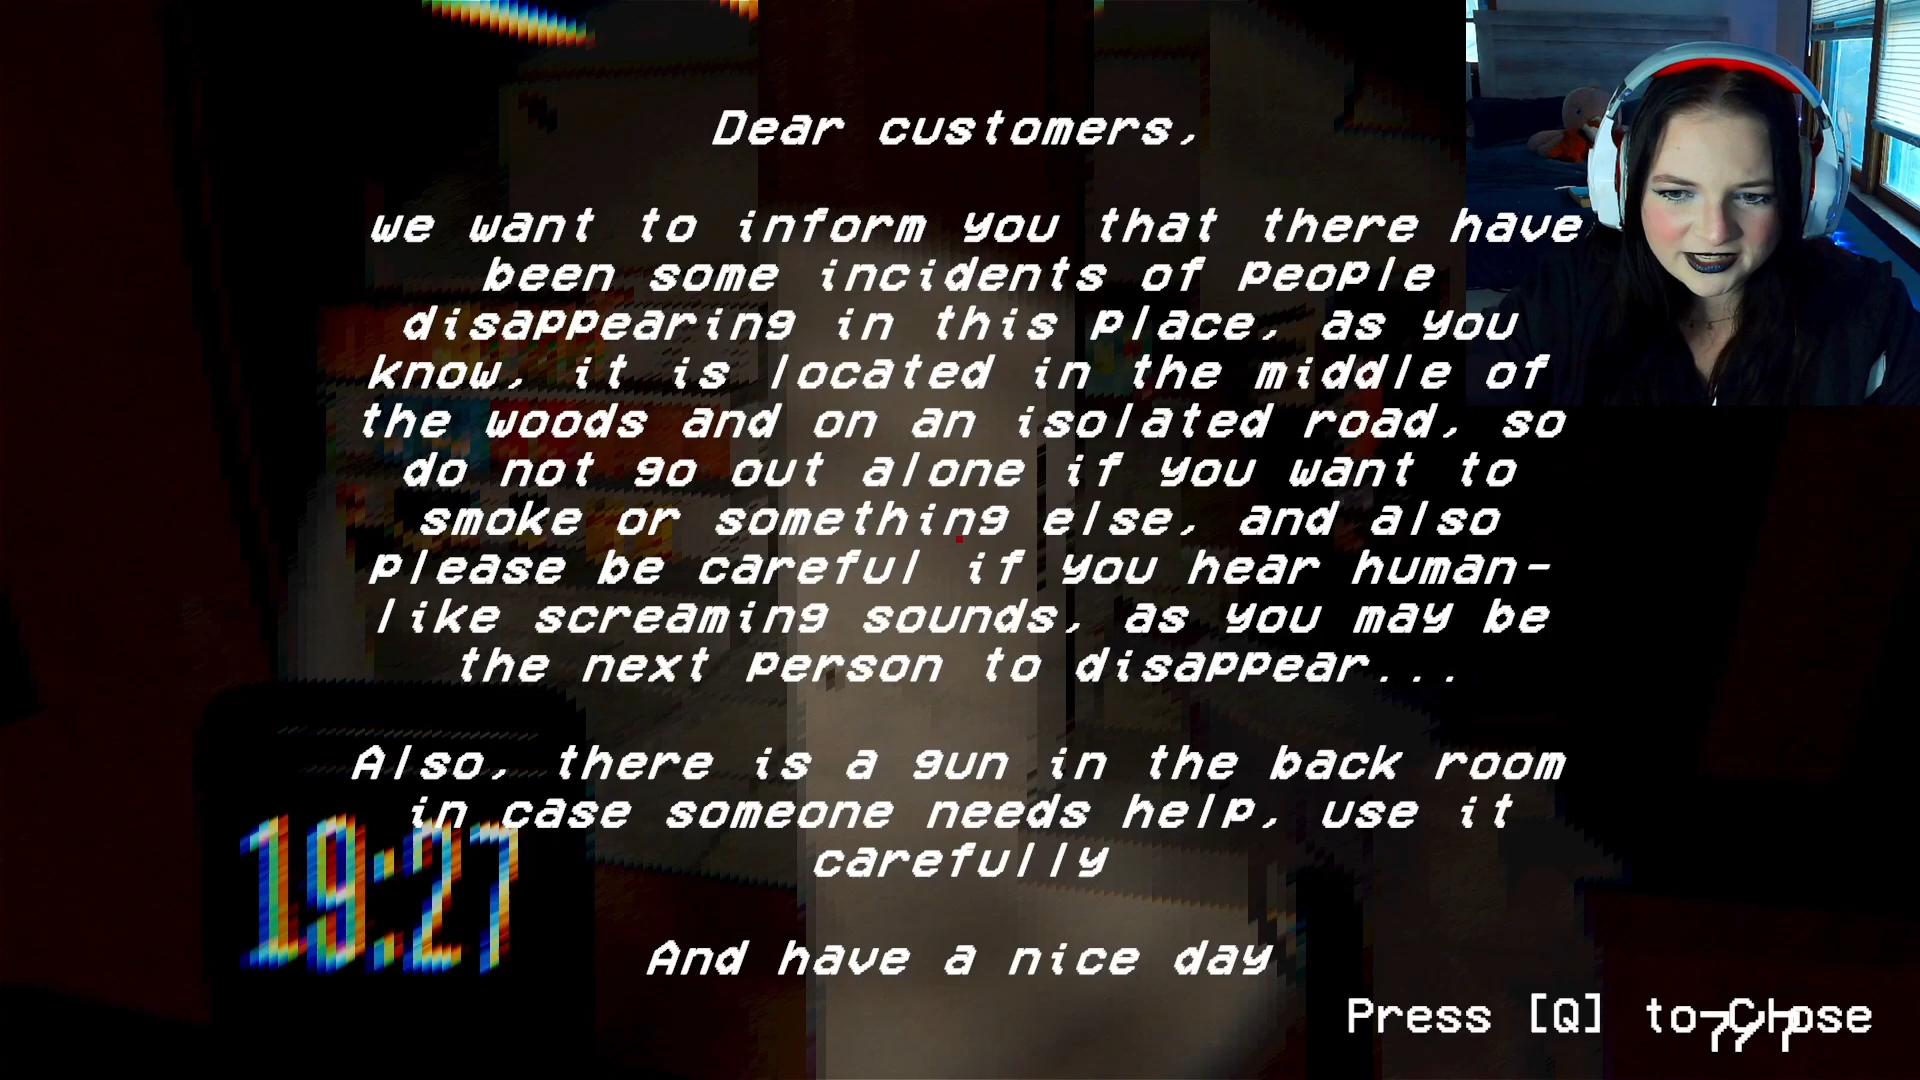 Dear customers,
we want to inform you that there have
been some incidents of people
disappearing in this place, as you
know, it is located in the middle of
the woods and on an isolated road, so
do not go out alone if you want to
smoke or something else, and also
please be careful if you hear human-
like screaming sounds, as you may be
the next person to disappear...
Also, there is a gun in the back room
in case someone needs help, use it
carefully
And have a nice day
19:27
Press [Q] to